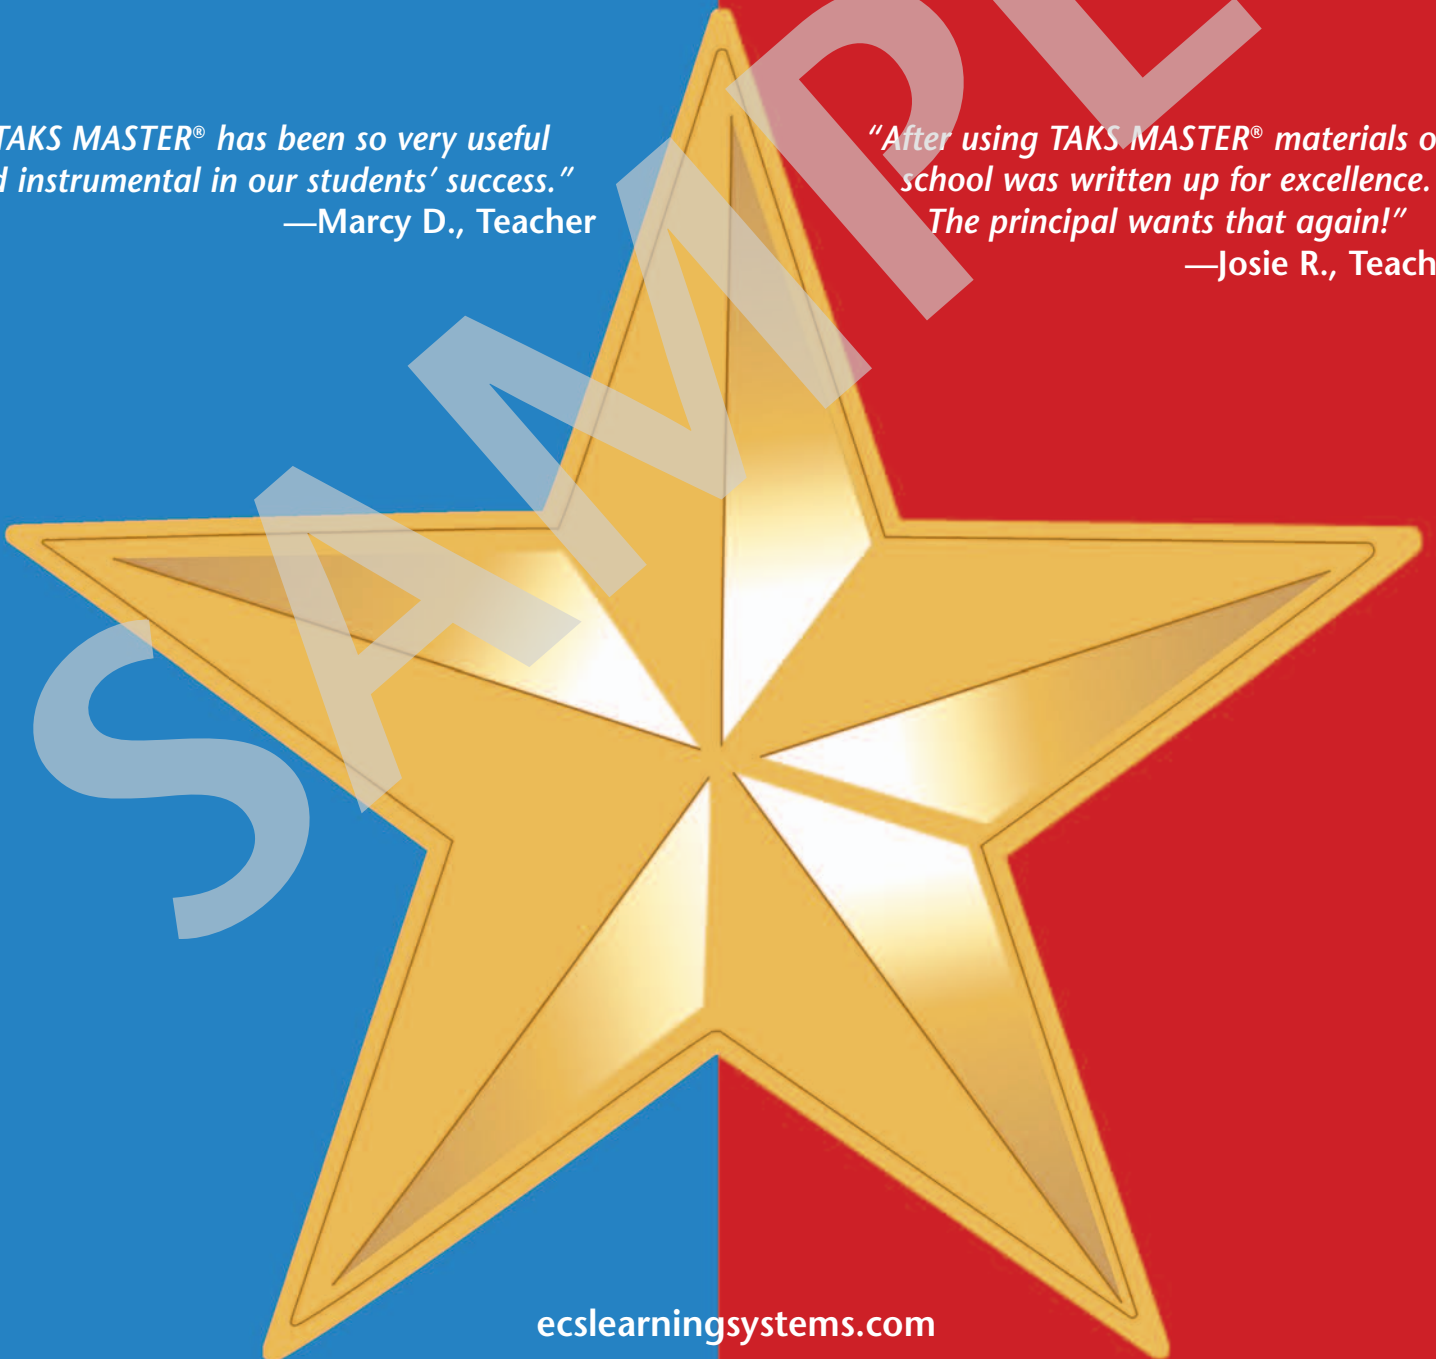 TAKS MASTER® has been so very useful
d instrumental in our students’ success.”
—Marcy D., Teacher
“After using TAKS MASTER® materials o
school was written up for excellence.
The principal wants that again!”
—Josie R., Teach
SAMPLE
ecslearningsystems.com